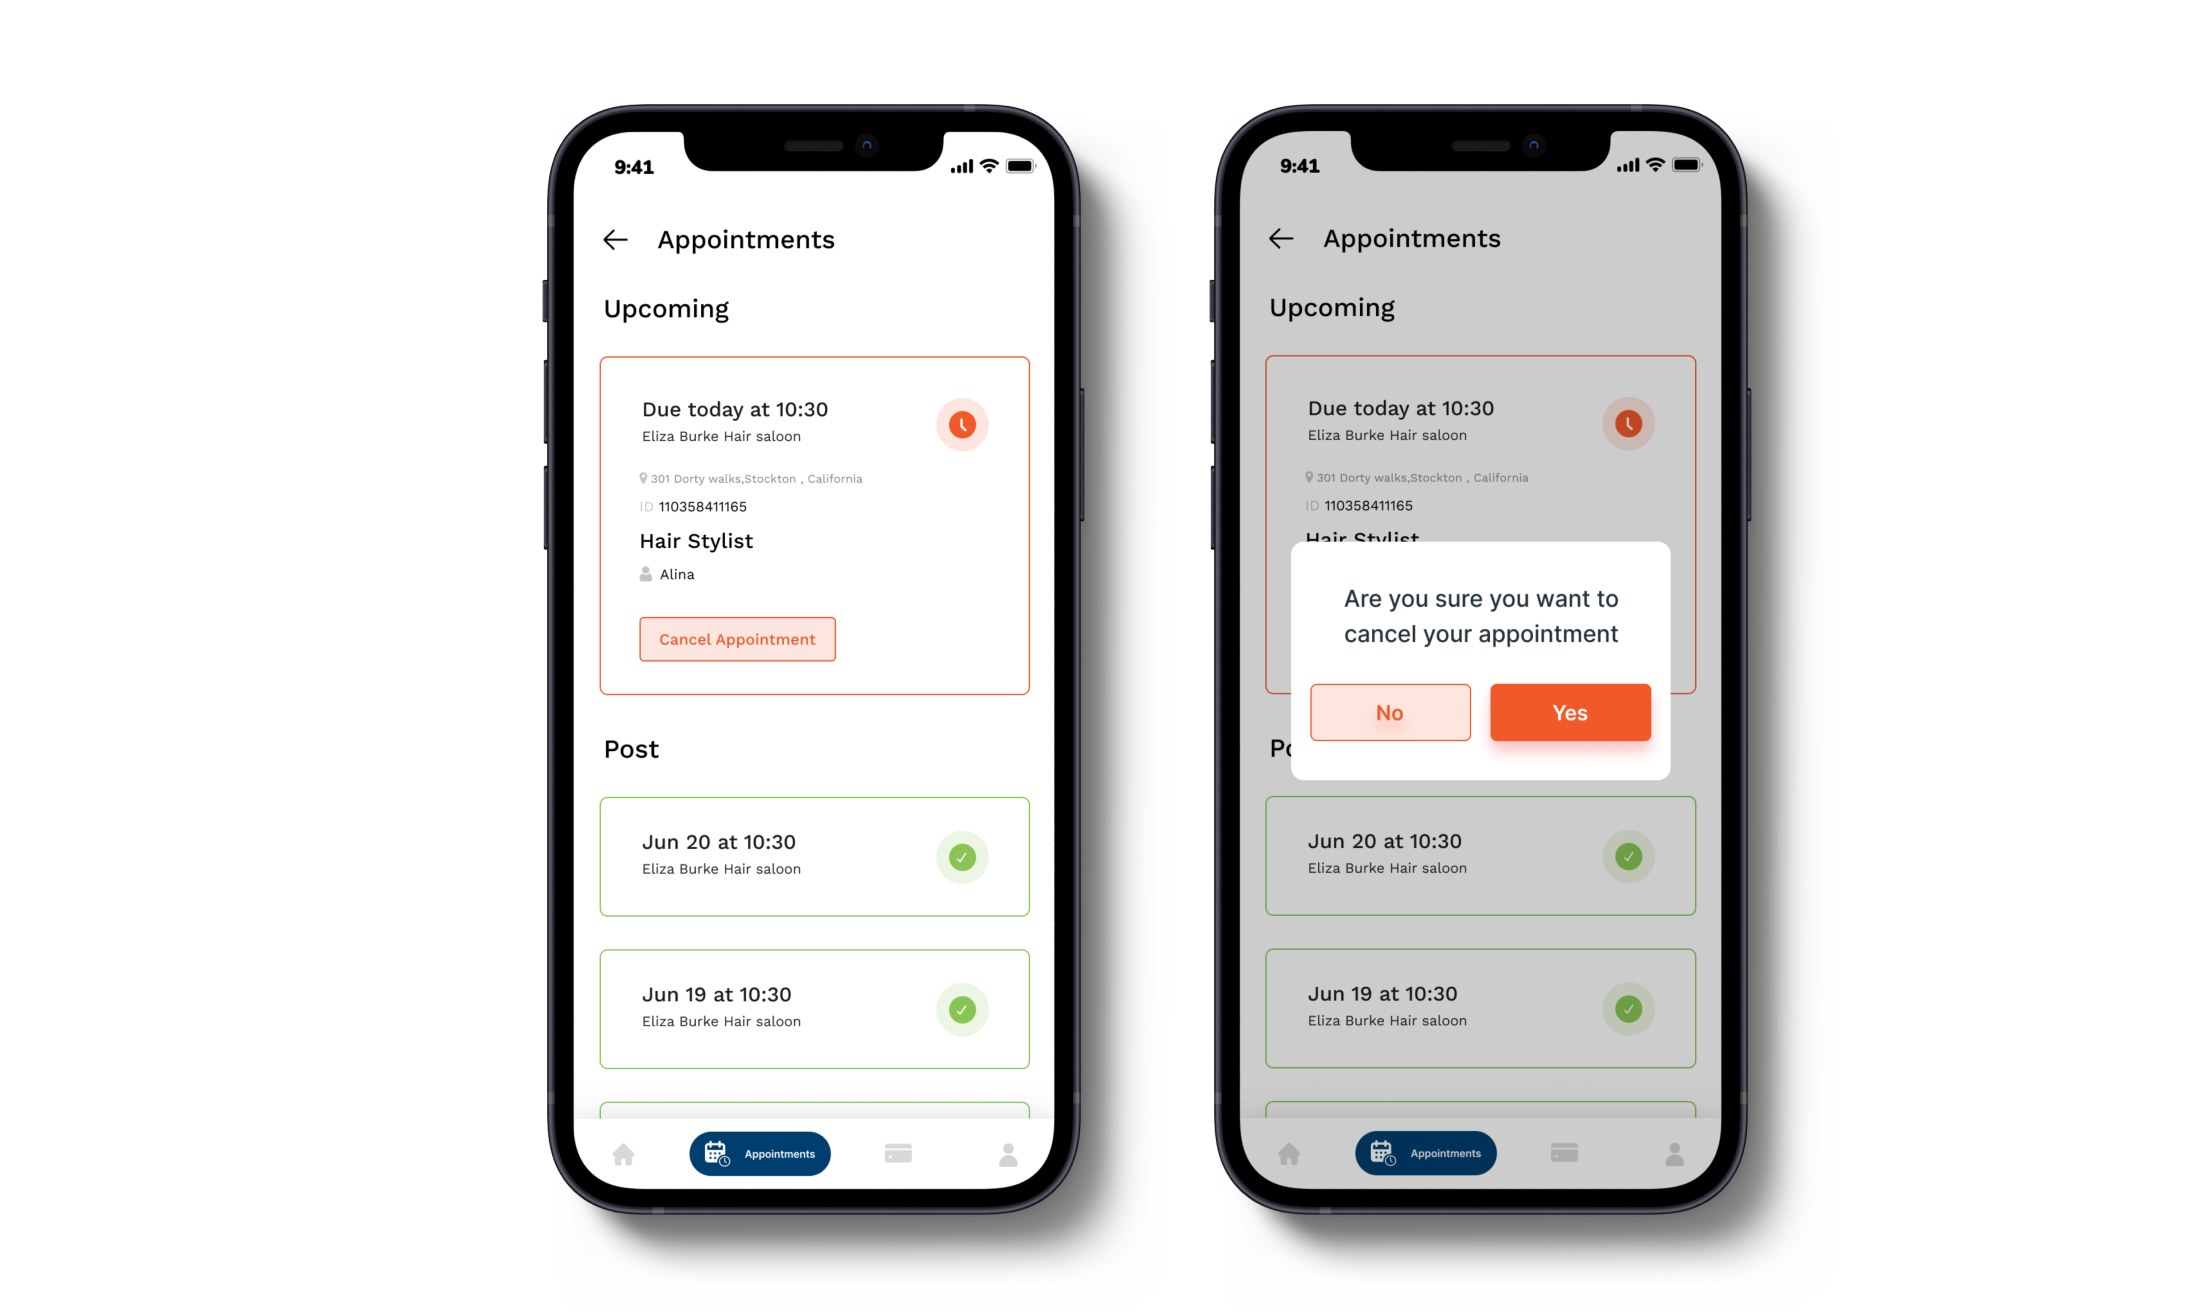 9:41
Appointments
Upcoming
Due today at 10:30
Eliza Burke Hair saloon
301 Dorty walks,Stockton , California
ID 110358411165
Hair Stylist
Alina
Cancel Appointment
Post
Jun 20 at 10:30
Eliza Burke Hair saloon
Jun 19 at 10:30
Eliza Burke Hair saloon
Appointments
9:41
Appointments
Upcoming
Due today at 10:30
Eliza Burke Hair saloon
301 Dorty walks,Stockton , California
ID 110358411165
Hair Stylist
Are you sure you want to
cancel your appointment
No
Yes
Po
Jun 20 at 10:30
Eliza Burke Hair saloon
Jun 19 at 10:30
Eliza Burke Hair saloon
Appointments